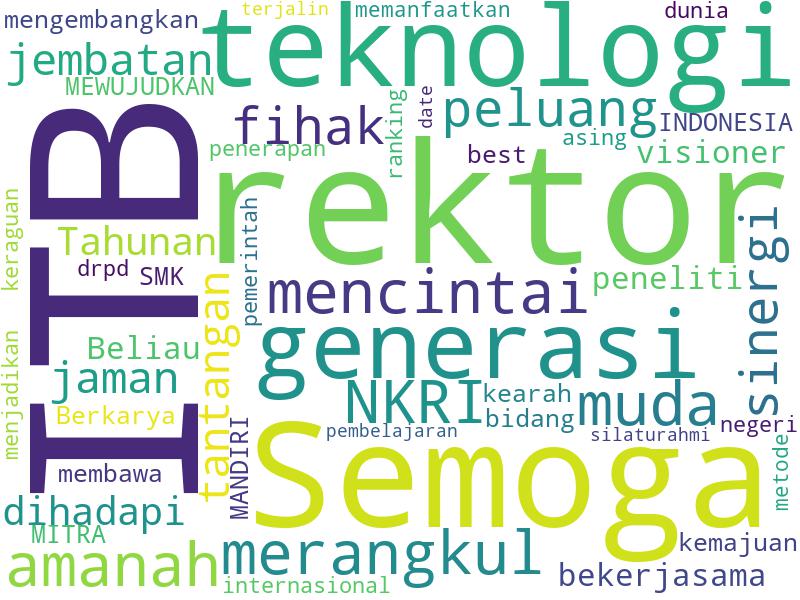 mengembangkan
terjalin
memanfaatkan
dunia
teknologi
jembatan
MEWUJUDKAN
ITB
fihak
ranking
date
peluang
INDONESIA
asing
penerapan
best
visioner
rektor
keraguan
Tahunan
pemerintah
sinergi
drpd
SMK
mencintai
peneliti
tantangan
generasi
menjadikan
Beliau
jaman
NKRI
kearah
muda
bidang
Berkarya
MANDIRI
pembelajaran
silaturahmi
negeri
Semoga
metode
membawa
dihadapi
MITRA
merangkul
kemajuan
amanah
internasional
bekerjasama